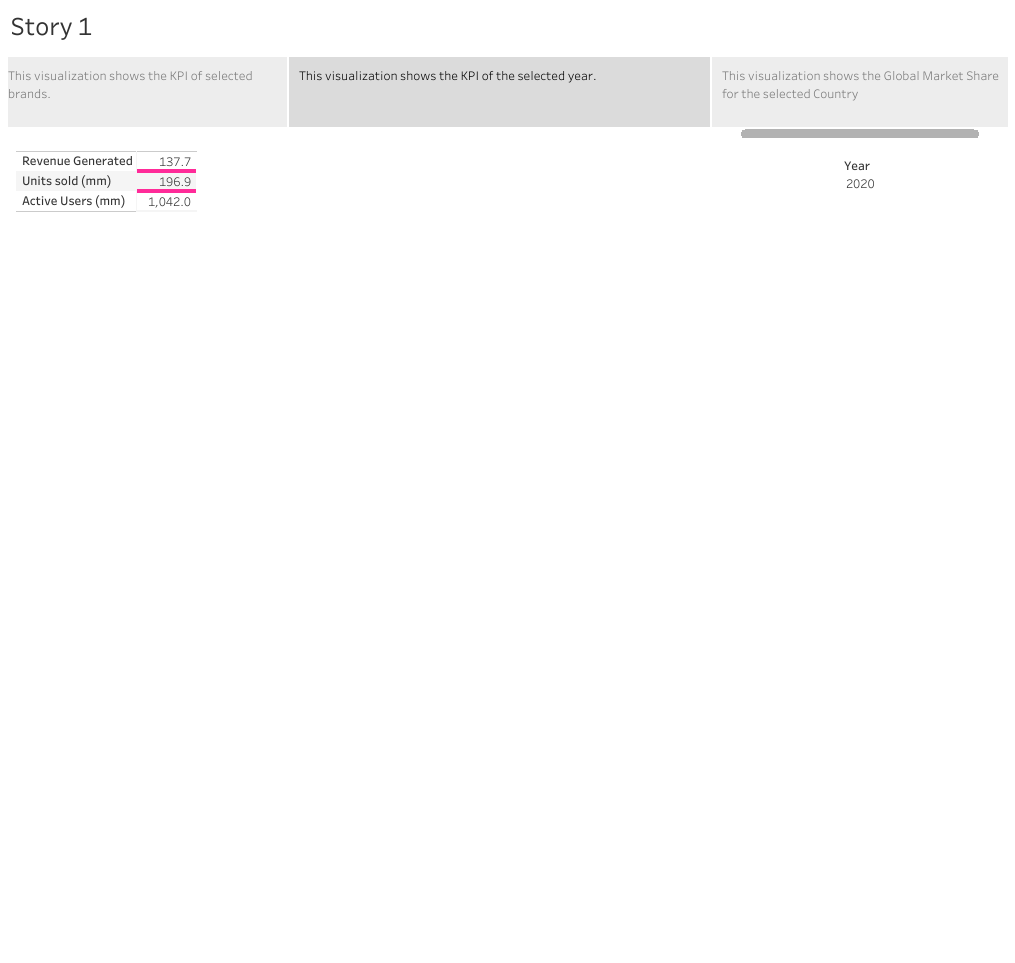 Story 1
This visualization shows the KPI of selected
brands.
This visualization shows the KPI of the selected year.
This visualization shows the Global Market Share
for the selected Country
Revenue Generated 137.7
Units sold (mm) 196.9
Active Users (mm) 1,042.0
Year
2020